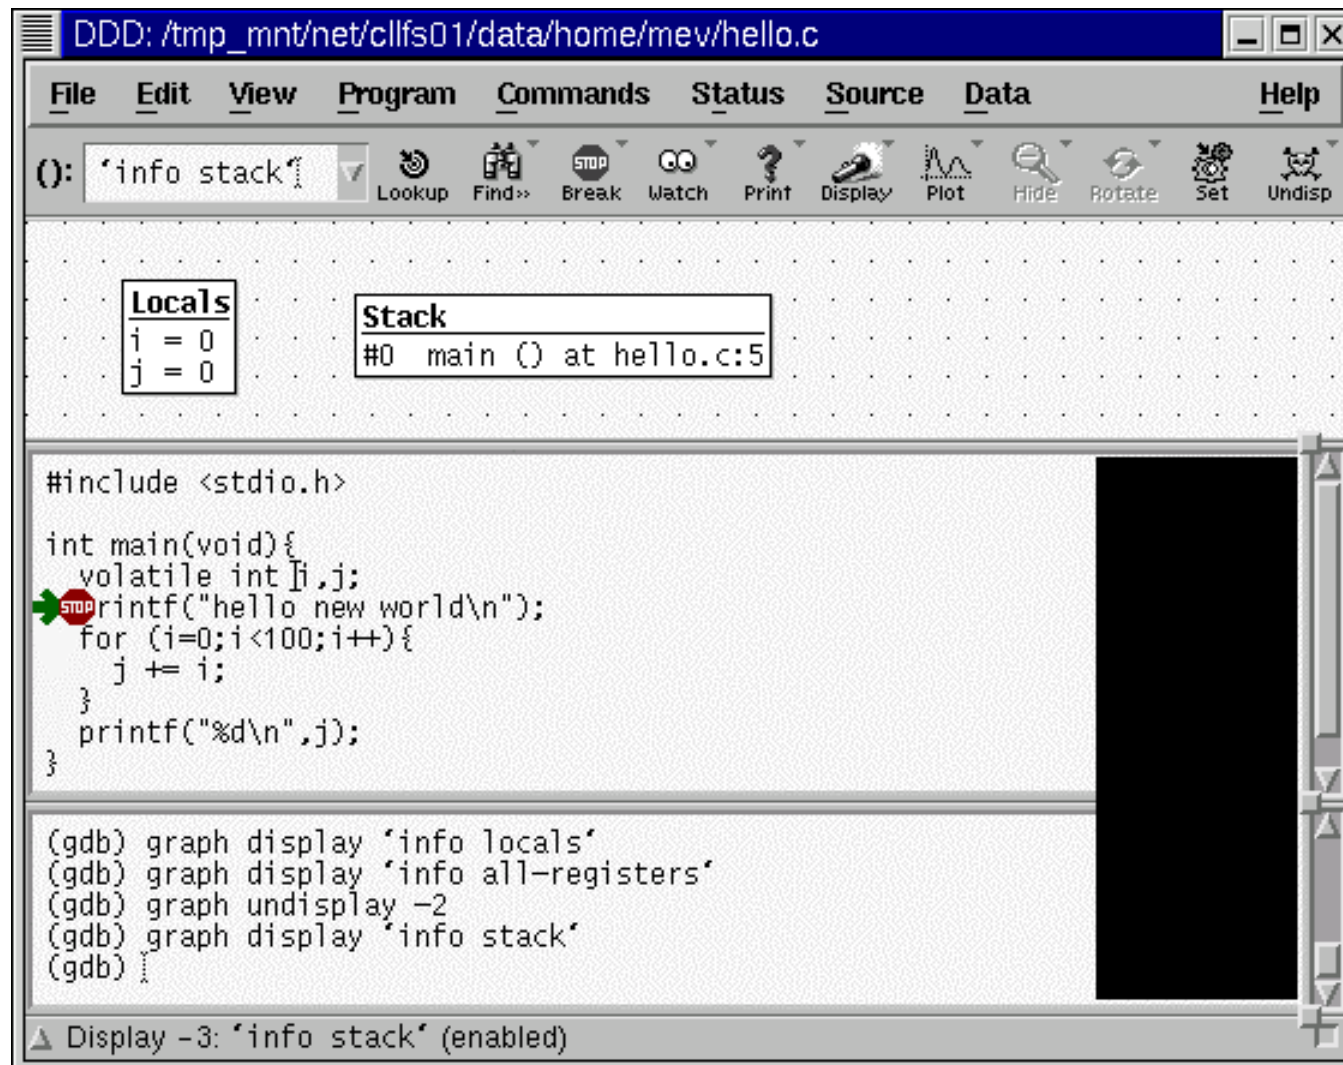 DDD: /tmp_mnt/net/cllfs01/data/home/mev/hello.c
File Edit View Program Commands Status Source Data Help
(): ‘info stack‘
Lookup Find>> Break Watch Print Display Plot Hide Rotate Set Undisp
STOP
Locals
i = 0
j = 0
Stack
#0 main () at hello.c:5
#include <stdio.h>
int main(void){
volatile int i,j;
STOP rintf("hello new world\n");
for (i=0;i<100;i++){
j += i;
}
printf("%d\n",j);
}
(gdb) graph display ‘info locals‘
(gdb) graph display ‘info all-registers‘
(gdb) graph undisplay -2
(gdb) graph display ‘info stack‘
(gdb)
Display -3: ‘info stack‘ (enabled)